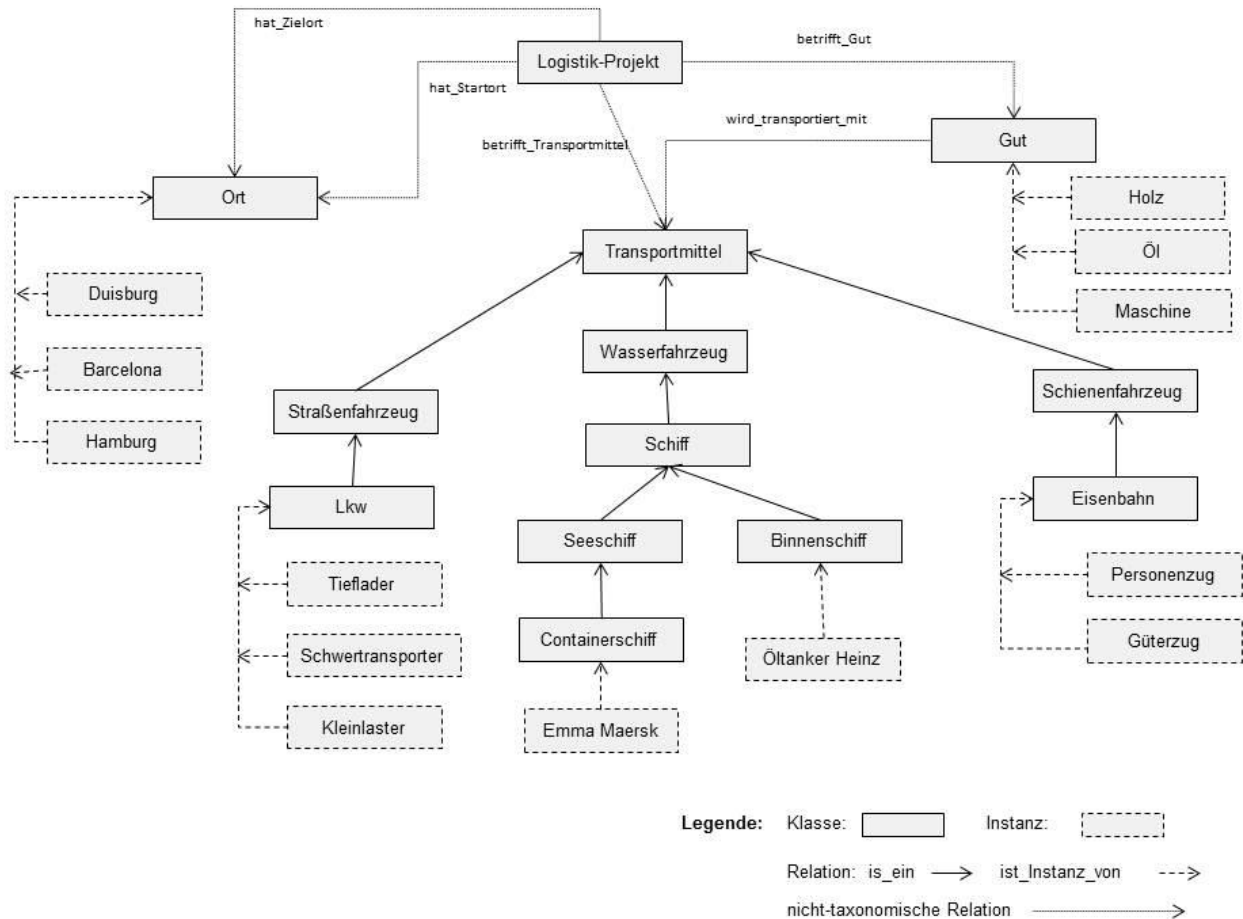 hat_Zielort
betrifft_Gut
Logistik-Projekt
hat_Startort
wird_transportiert_mit
betrifft_Transportmittel
Gut
Ort
Holz
Transportmittel
Öl
Duisburg
Maschine
Wasserfahrzeug
Barcelona
Schienenfahrzeug
Straßenfahrzeug
Hamburg
Schiff
Lkw
Eisenbahn
Seeschiff
Binnenschiff
Tieflader
Personenzug
Containerschiff
Schwertransporter
Öltanker Heinz
Güterzug
Kleinlaster
Emma Maersk
Legende: Klasse: Instanz:
Relation: is_ein ist_Instanz_von
nicht-taxonomische Relation